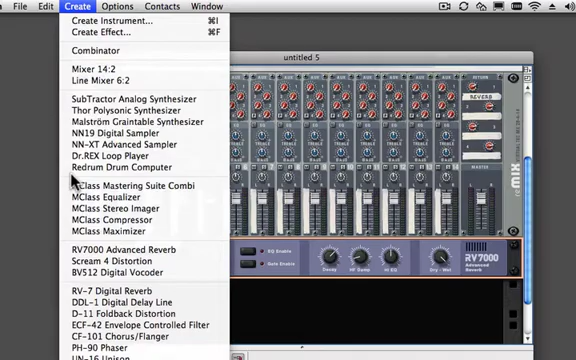 File Edit Create Options Contacts Window
Create Instrument... ⌘I
Create Effect... ⌘F
untitled 5
Combinator
Mixer 14:2
Line Mixer 6:2
SubTractor Analog Synthesizer
Thor Polysonic Synthesizer
Malström Graintable Synthesizer
NN19 Digital Sampler
NN-XT Advanced Sampler
Dr.REX Loop Player
Redrum Drum Computer
MClass Mastering Suite Combi
MClass Equalizer
MClass Stereo Imager
MClass Compressor
MClass Maximizer
RV7000 Advanced Reverb
Scream 4 Distortion
BV512 Digital Vocoder
RV-7 Digital Reverb
DDL-1 Digital Delay Line
D-11 Foldback Distortion
ECF-42 Envelope Controlled Filter
CF-101 Chorus/Flanger
PH-90 Phaser
UN-16 Unison
RETURN
REVERB
MASTER
reMIX
EQ Enable
Gate Enable
Decay
HF Damp
HI EQ
Dry - Wet
RV7000
Advanced
Reverb